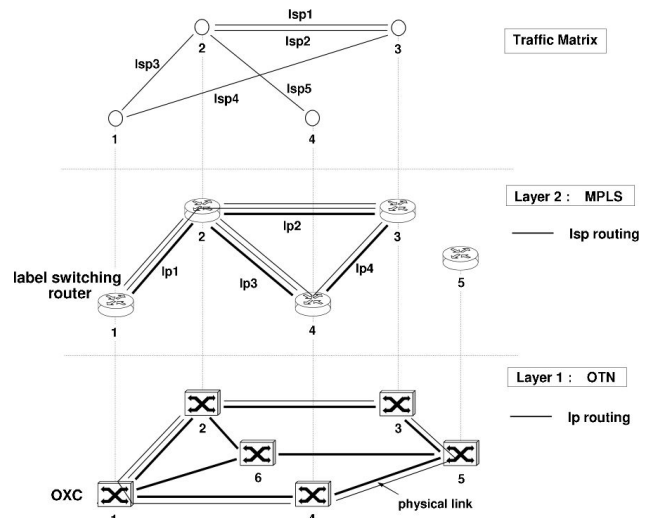 lsp1
2
lsp2
3
Traffic Matrix
lsp3
lsp5
lsp4
1
4
Layer 2 : MPLS
lp2
2
3
lsp routing
lp1
lp3
lp4
label switching
router
5
1
4
Layer 1 : OTN
2
3
lp routing
6
5
OXC
physical link